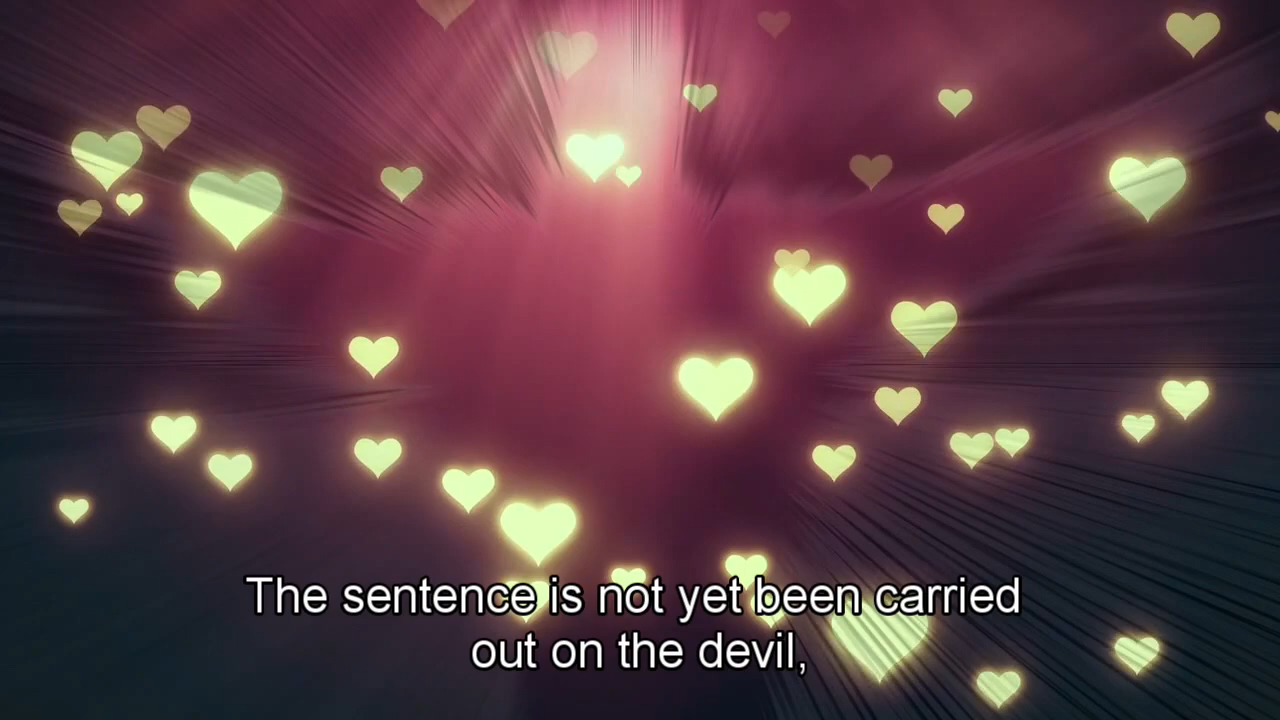 The sentence is not yet been carried
out on the devil,